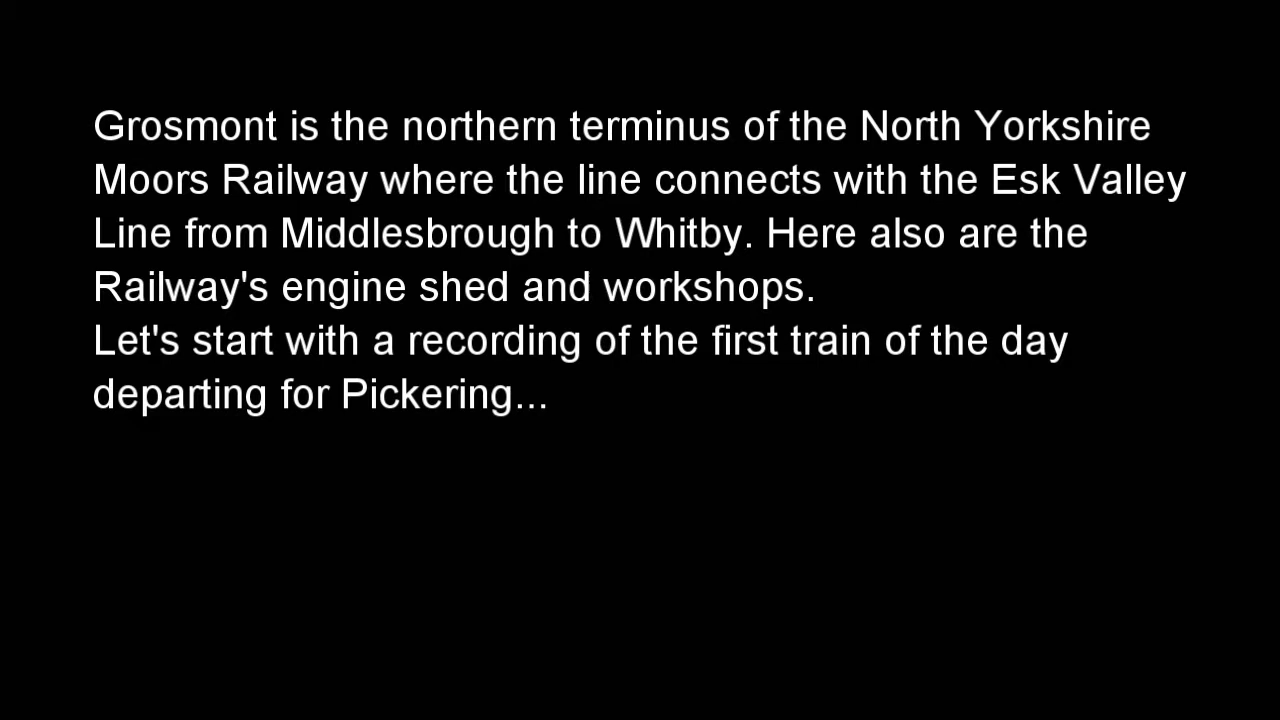 Grosmont is the northern terminus of the North Yorkshire
Moors Railway where the line connects with the Esk Valley
Line from Middlesbrough to Whitby. Here also are the
Railway's engine shed and workshops.
Let's start with a recording of the first train of the day
departing for Pickering...